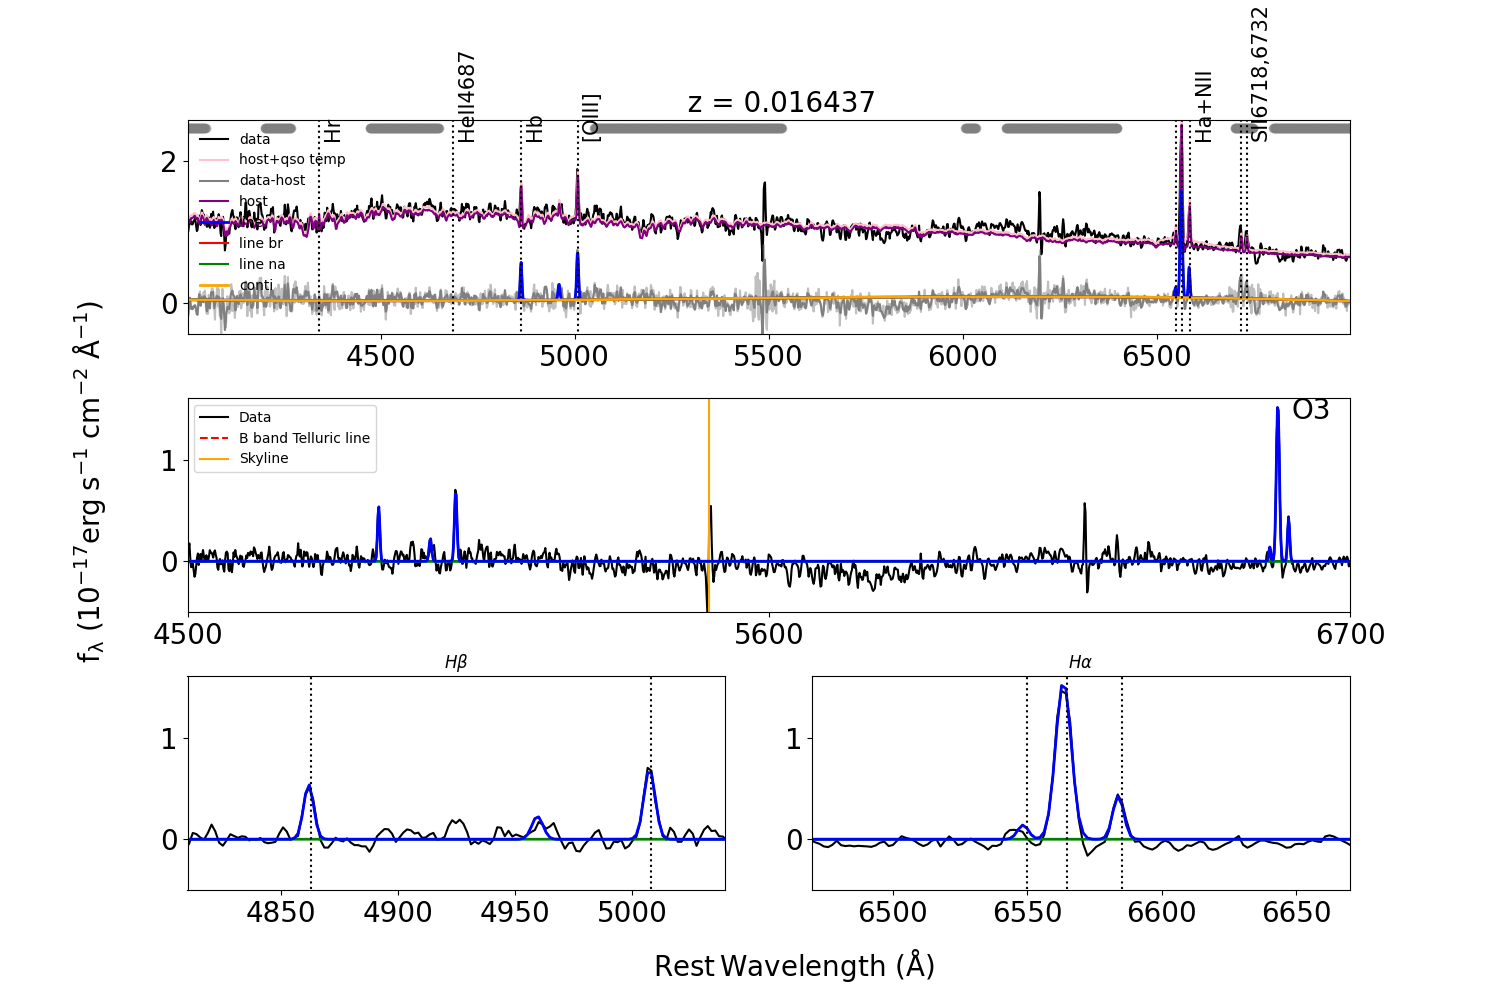 z = 0.016437
Hr
HeII4687
Hb
[OIII]
Ha+NII
SII6718,6732
data
host+qso temp
data-host
host
line br
line na
conti
2
0
4500 5000 5500 6000 6500
fλ (10−17erg s−1 cm−2 Å−1)
Data
B band Telluric line
Skyline
O3
1
0
4500 5600 6700
Hβ
1
0
4850 4900 4950 5000
Hα
1
0
6500 6550 6600 6650
Rest Wavelength (Å)